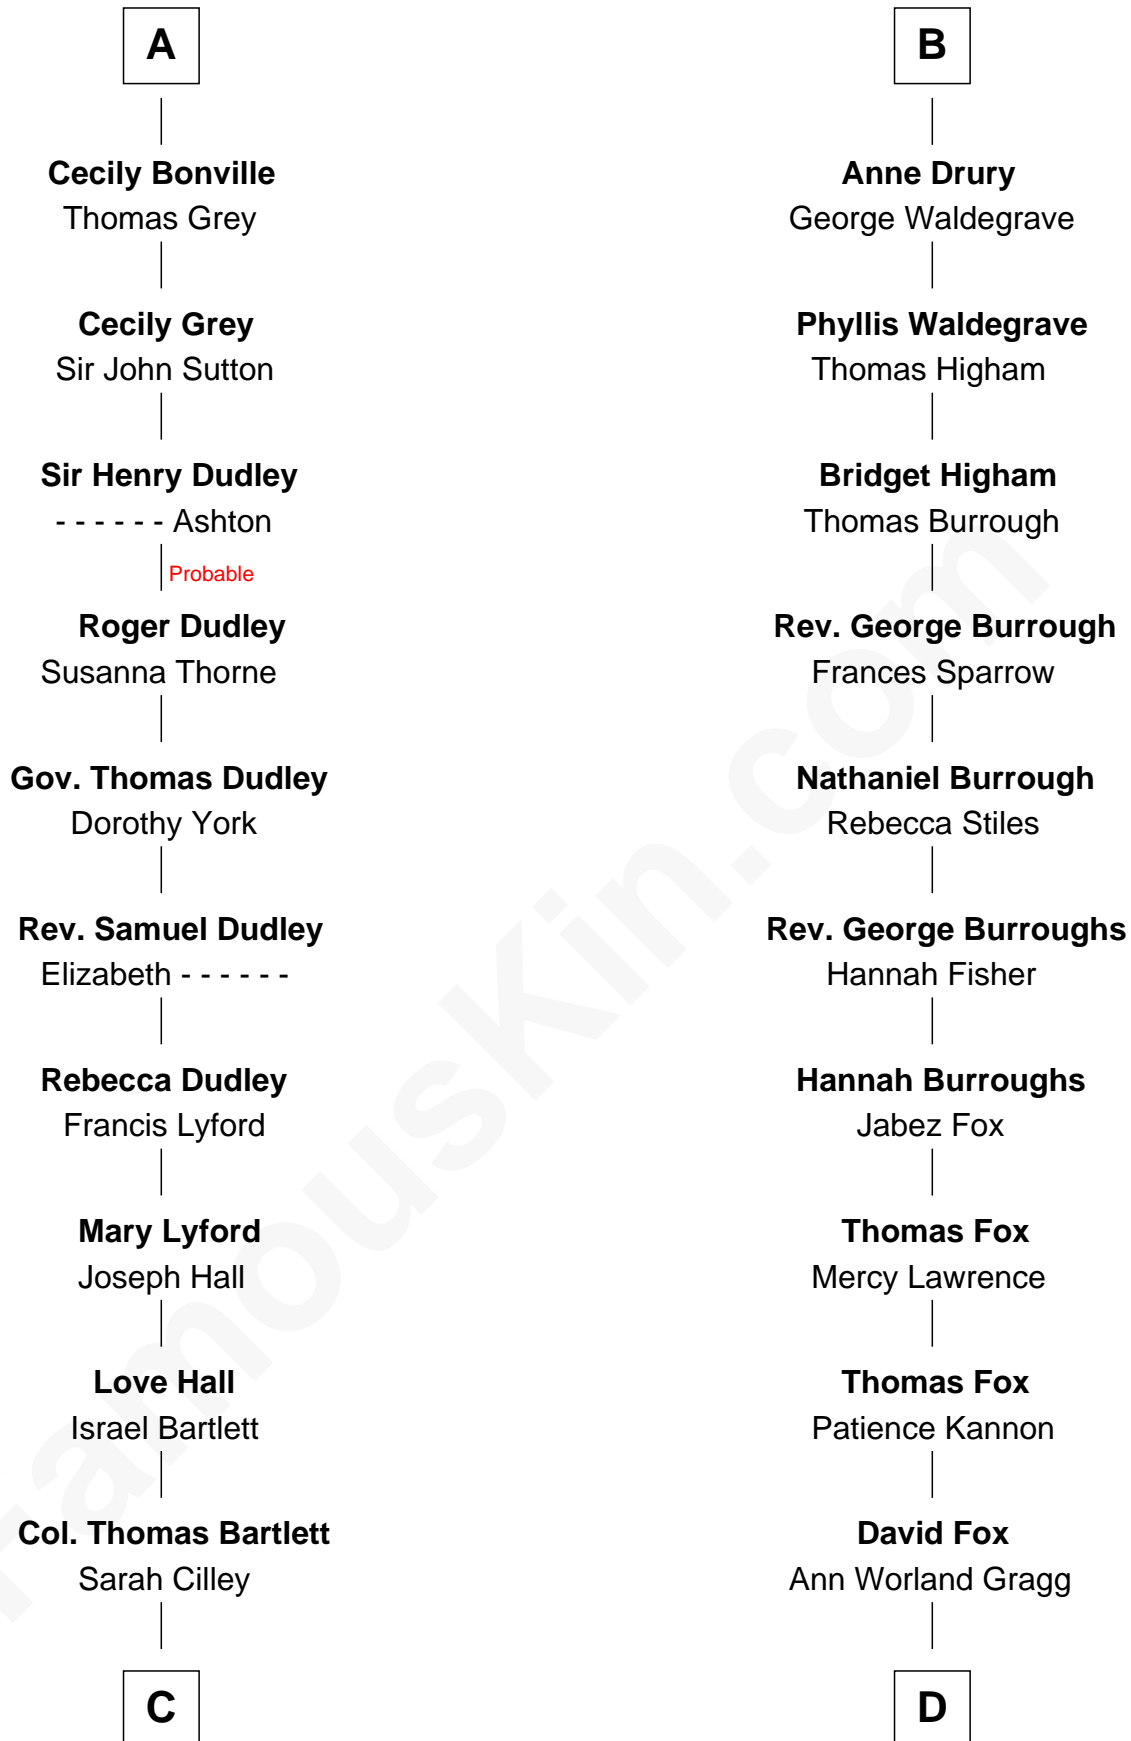 A
Cecily Bonville
Thomas Grey
Cecily Grey
Sir John Sutton
Sir Henry Dudley
- - - - - - Ashton
Probable
Roger Dudley
Susanna Thorne
Gov. Thomas Dudley
Dorothy York
Rev. Samuel Dudley
Elizabeth - - - - - -
Rebecca Dudley
Francis Lyford
Mary Lyford
Joseph Hall
Love Hall
Israel Bartlett
Col. Thomas Bartlett
Sarah Cilley
C
B
Anne Drury
George Waldegrave
Phyllis Waldegrave
Thomas Higham
Bridget Higham
Thomas Burrough
Rev. George Burrough
Frances Sparrow
Nathaniel Burrough
Rebecca Stiles
Rev. George Burroughs
Hannah Fisher
Hannah Burroughs
Jabez Fox
Thomas Fox
Mercy Lawrence
Thomas Fox
Patience Kannon
David Fox
Ann Worland Gragg
D
FamousKin.com